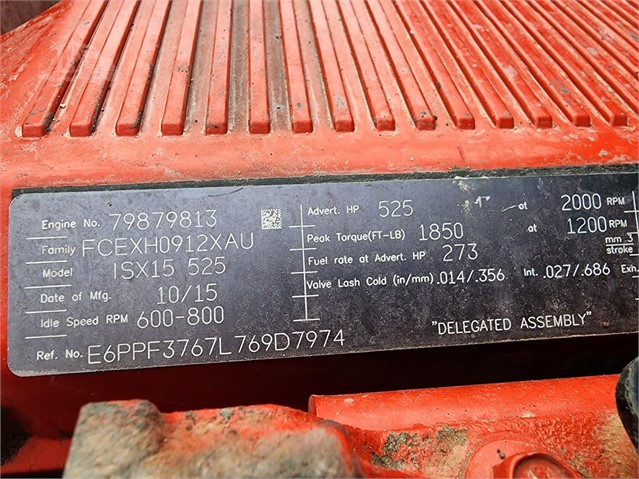 Engine No. 79879813
Family FCEXH0912XAU
Model ISX15 525
Date of Mfg. 10/15
Idle Speed RPM 600-800
Ref. No. E6PPF3767L769D7974
Advert. HP 525 at 2000 RPM
Peak Torque(FT-LB) 1850 at 1200 RPM
Fuel rate at Advert. HP 273 mm 3
Valve Lash Cold (in/mm) .014/.356 Int. .027/.686 Exh.
"DELEGATED ASSEMBLY"